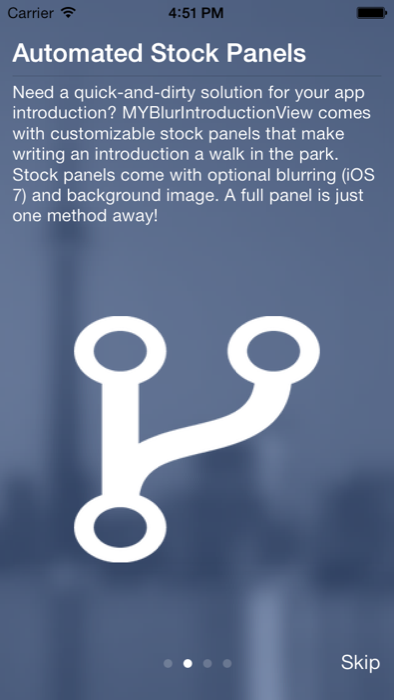 Carrier 4:51 PM
Automated Stock Panels
Need a quick-and-dirty solution for your app
introduction? MYBlurIntroductionView comes
with customizable stock panels that make
writing an introduction a walk in the park.
Stock panels come with optional blurring (iOS
7) and background image. A full panel is just
one method away!
Skip